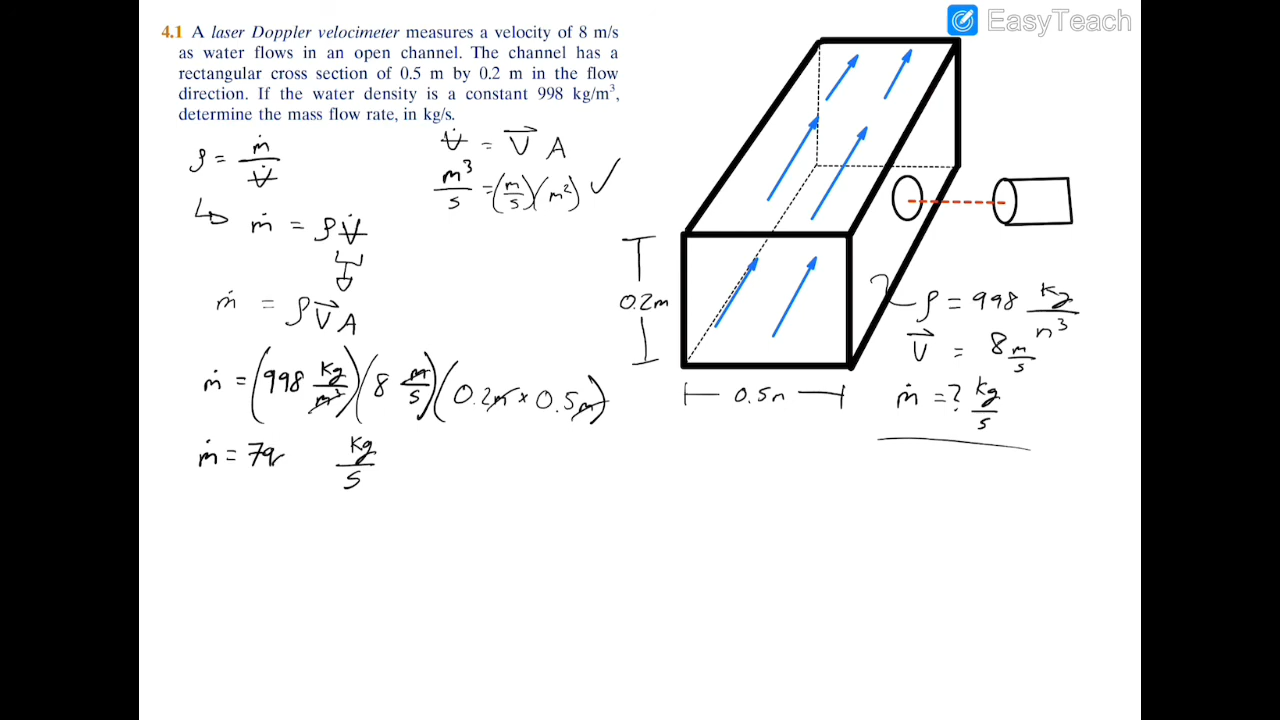 EasyTeach
4.1 A laser Doppler velocimeter measures a velocity of 8 m/s
as water flows in an open channel. The channel has a
rectangular cross section of 0.5 m by 0.2 m in the flow
direction. If the water density is a constant 998 kg/m³,
determine the mass flow rate, in kg/s.
ρ = ṁ / V̶̇
↳ ṁ = ρV̶̇
ṁ = ρV⃗A
ṁ = (998 kg/m³)(8 m/s)(0.2m × 0.5m)
ṁ = 79 kg/s
V̶̇ = V⃗ A
m³/s = (m/s)(m²) ✓
0.2m
0.5m
ρ = 998 kg/m³
V⃗ = 8 m/s
ṁ = ? kg/s